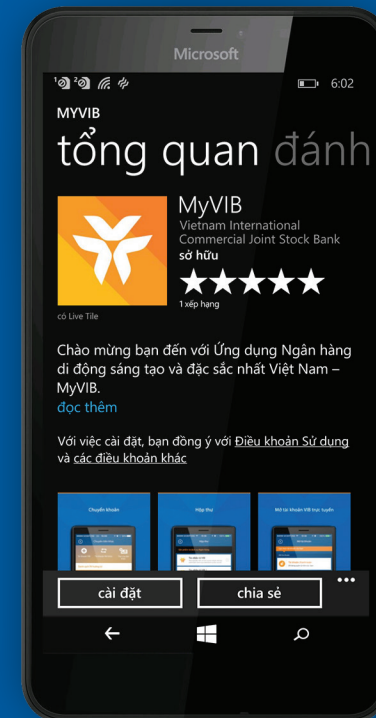 Microsoft
1 2 6:02
MYVIB
tổng quan đánh
MyVIB
Vietnam International
Commercial Joint Stock Bank
sở hữu
1 xếp hạng
có Live Tile
Chào mừng bạn đến với Ứng dụng Ngân hàng
di động sáng tạo và đặc sắc nhất Việt Nam –
MyVIB.
đọc thêm
Với việc cài đặt, bạn đồng ý với Điều khoản Sử dụng
và các điều khoản khác
Chuyển khoản Hộp thư Mở tài khoản VIB trực tuyến
cài đặt chia sẻ